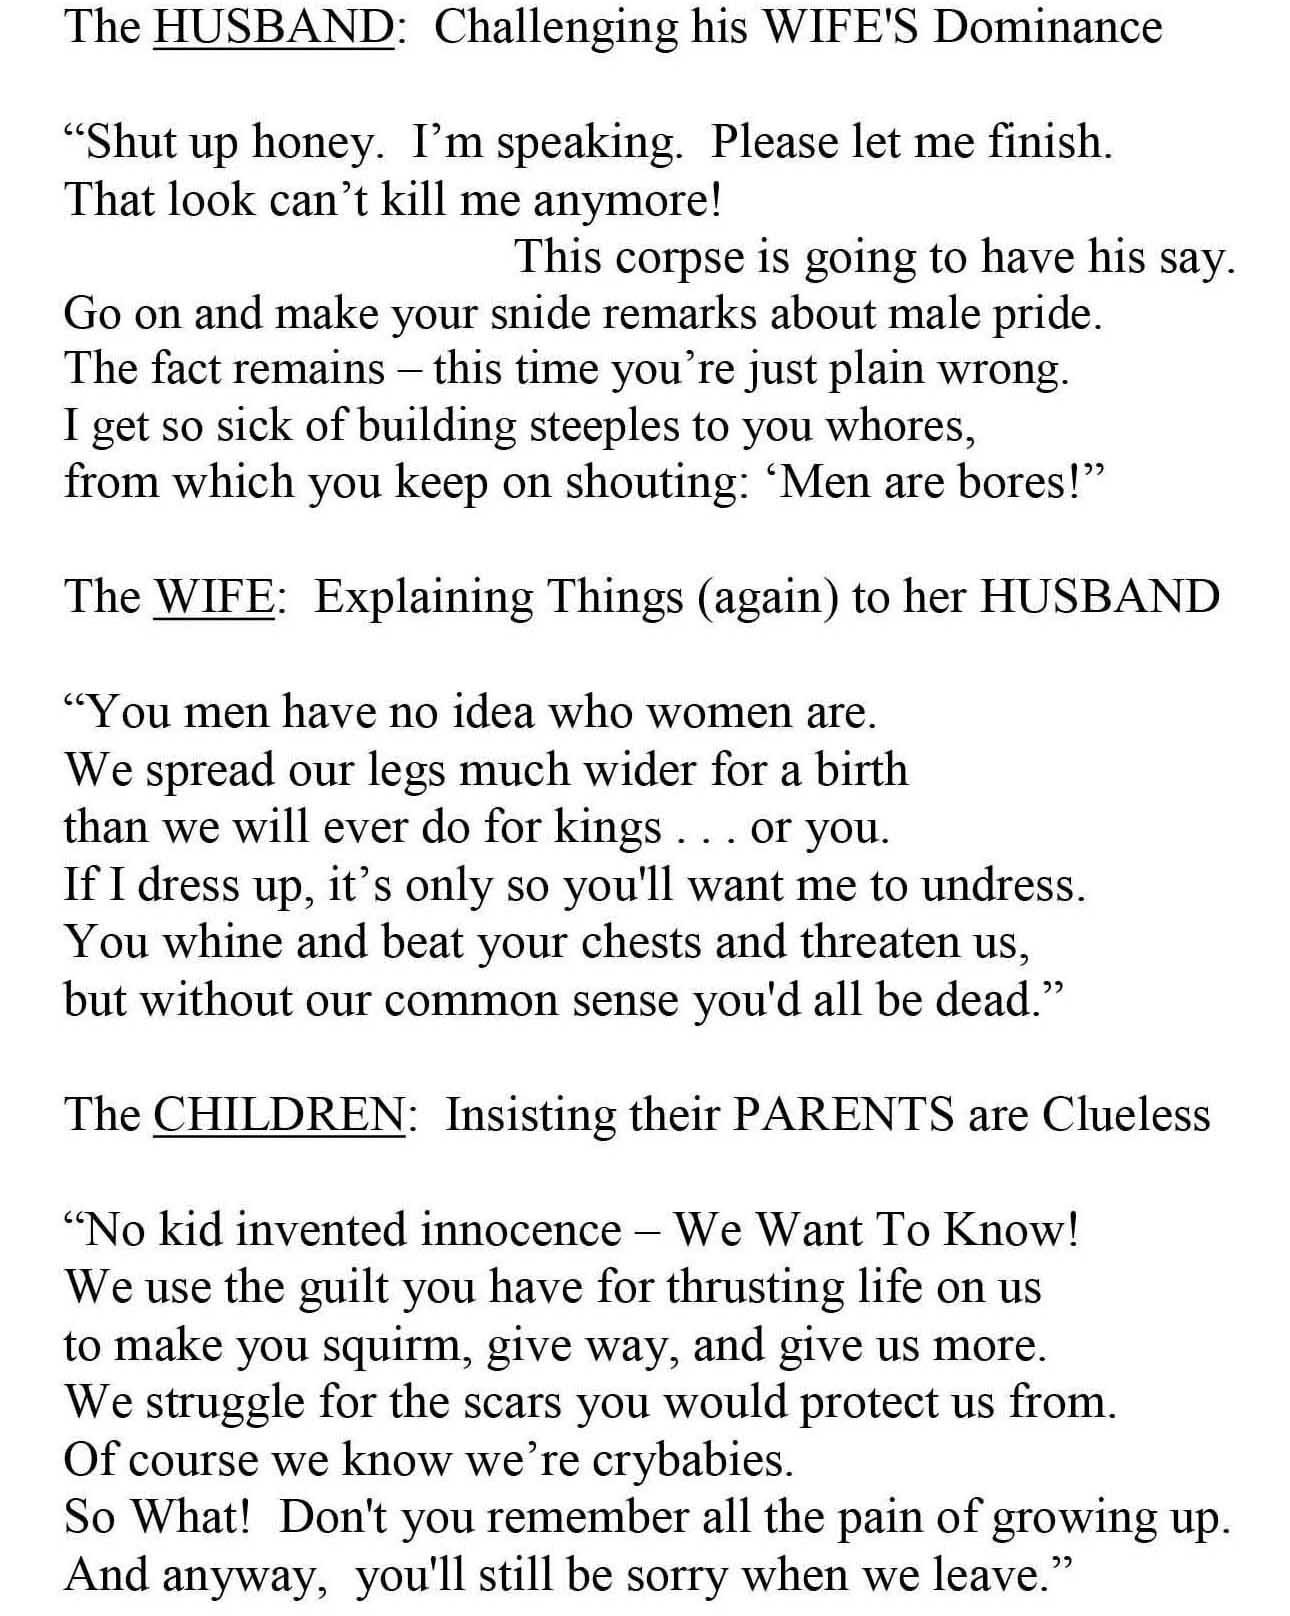 The HUSBAND:  Challenging his WIFE'S Dominance
“Shut up honey.  I’m speaking.  Please let me finish.
That look can’t kill me anymore!
This corpse is going to have his say.
Go on and make your snide remarks about male pride.
The fact remains – this time you’re just plain wrong.
I get so sick of building steeples to you whores,
from which you keep on shouting: ‘Men are bores!”
The WIFE:  Explaining Things (again) to her HUSBAND
“You men have no idea who women are.
We spread our legs much wider for a birth
than we will ever do for kings . . . or you.
If I dress up, it’s only so you'll want me to undress.
You whine and beat your chests and threaten us,
but without our common sense you'd all be dead.”
The CHILDREN:  Insisting their PARENTS are Clueless
“No kid invented innocence – We Want To Know!
We use the guilt you have for thrusting life on us
to make you squirm, give way, and give us more.
We struggle for the scars you would protect us from.
Of course we know we’re crybabies.
So What!  Don't you remember all the pain of growing up.
And anyway,  you'll still be sorry when we leave.”